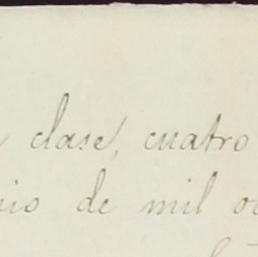 clase, cuatro
de mil